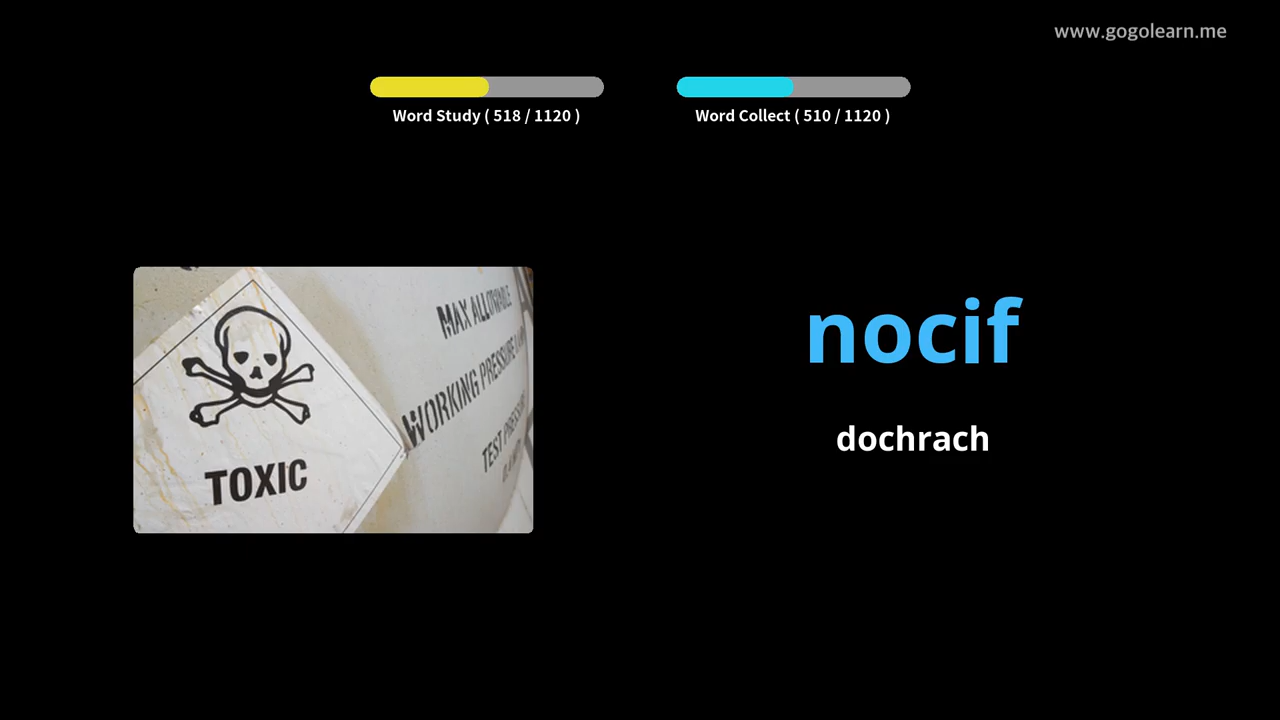 www.gogolearn.me
Word Study ( 518 / 1120 )
Word Collect ( 510 / 1120 )
TOXIC
MAX ALLOWABLE
WORKING PRESSURE
TEST PRESSURE
nocif
dochrach